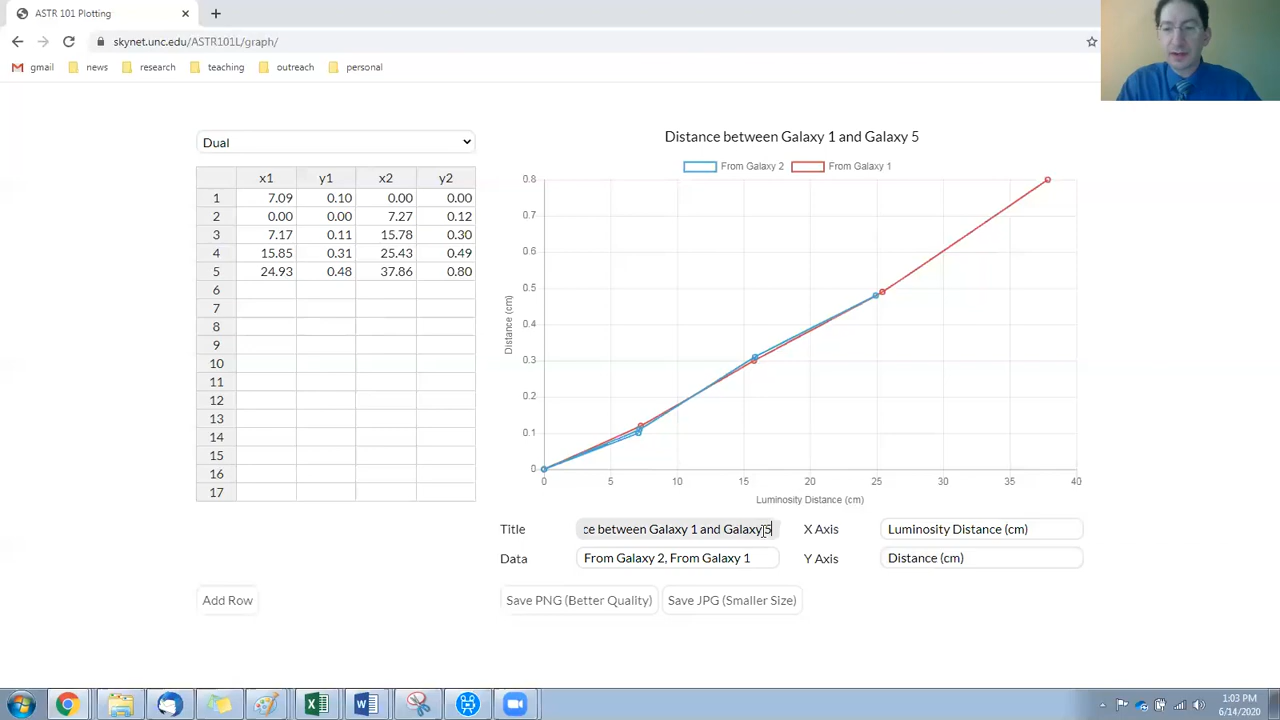 ASTR 101 Plotting
skynet.unc.edu/ASTR101L/graph/
gmail news research teaching outreach personal
Dual
x1 y1 x2 y2
1 7.09 0.10 0.00 0.00
2 0.00 0.00 7.27 0.12
3 7.17 0.11 15.78 0.30
4 15.85 0.31 25.43 0.49
5 24.93 0.48 37.86 0.80
6
7
8
9
10
11
12
13
14
15
16
17
Add Row
Distance between Galaxy 1 and Galaxy 5
From Galaxy 2 From Galaxy 1
0.8
0.7
0.6
0.5
0.4
0.3
0.2
0.1
0
Distance (cm)
0 5 10 15 20 25 30 35 40
Luminosity Distance (cm)
Title ce between Galaxy 1 and Galaxy 5 X Axis Luminosity Distance (cm)
Data From Galaxy 2, From Galaxy 1 Y Axis Distance (cm)
Save PNG (Better Quality) Save JPG (Smaller Size)
1:03 PM
6/14/2020